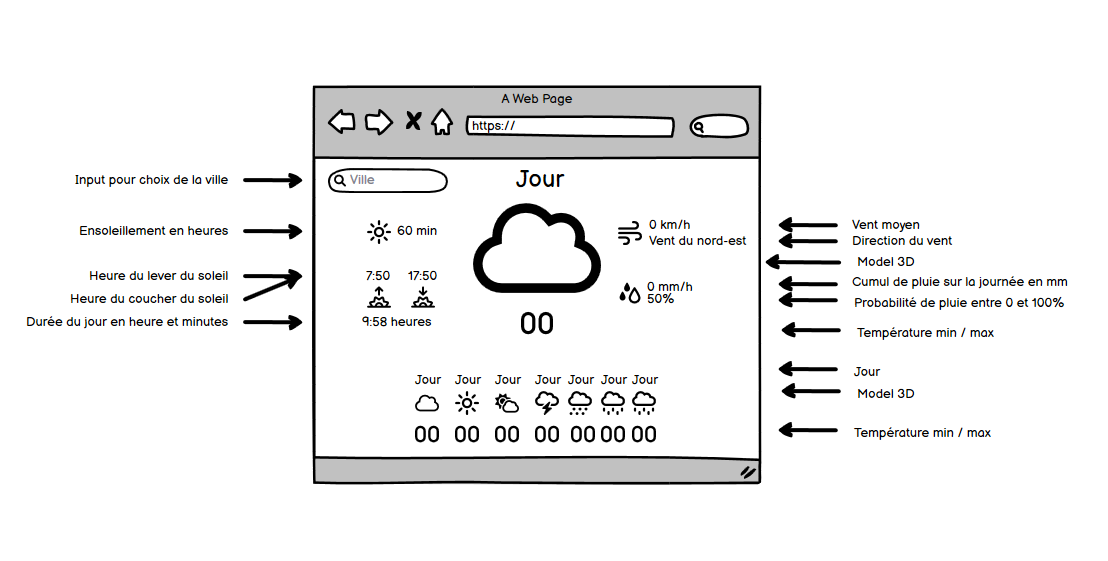 A Web Page
https://
Input pour choix de la ville
Ville
Jour
Ensoleillement en heures
60 min
0 km/h
Vent du nord-est
Vent moyen
Direction du vent
Model 3D
Heure du lever du soleil
Heure du coucher du soleil
7:50 17:50
0 mm/h
50%
Cumul de pluie sur la journée en mm
Probabilité de pluie entre 0 et 100%
Durée du jour en heure et minutes
9:58 heures
00
Température min / max
Jour Jour Jour Jour Jour Jour Jour
Jour
Model 3D
00 00 00 00 00 00 00
Température min / max